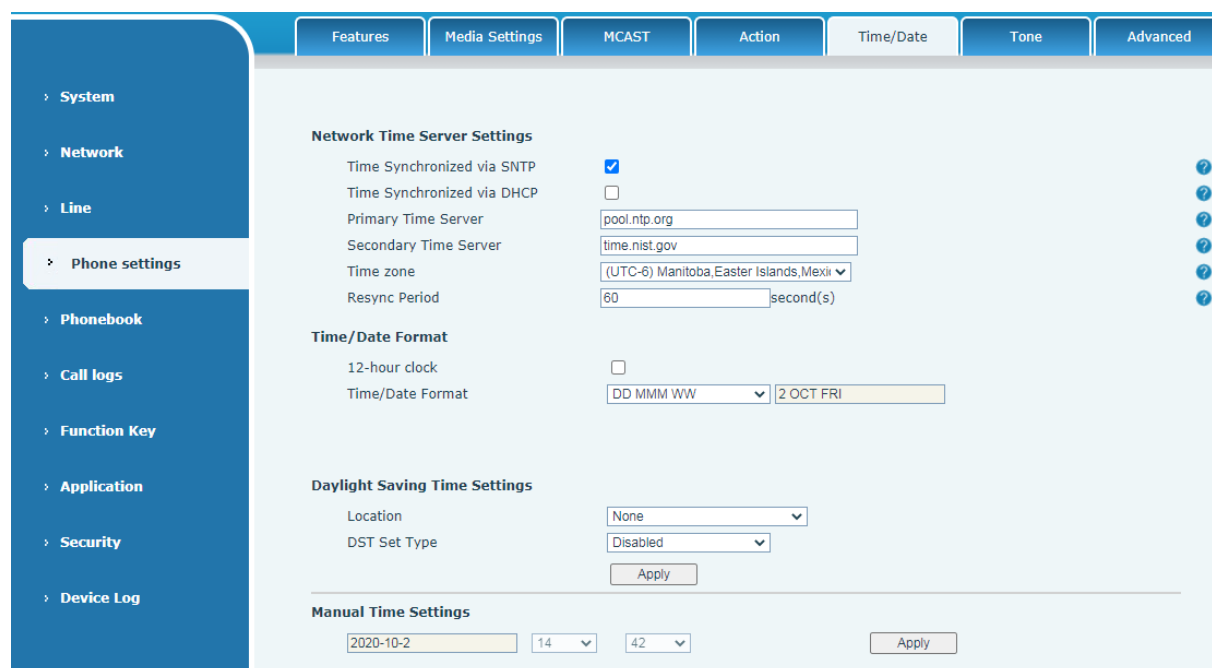 Features Media Settings MCAST Action Time/Date Tone Advanced
System
Network
Line
Phone settings
Phonebook
Call logs
Function Key
Application
Security
Device Log
Network Time Server Settings
Time Synchronized via SNTP
Time Synchronized via DHCP
Primary Time Server pool.ntp.org
Secondary Time Server time.nist.gov
Time zone (UTC-6) Manitoba,Easter Islands,Mexi
Resync Period 60 second(s)
Time/Date Format
12-hour clock
Time/Date Format DD MMM WW 2 OCT FRI
Daylight Saving Time Settings
Location None
DST Set Type Disabled
Apply
Manual Time Settings
2020-10-2 14 42 Apply